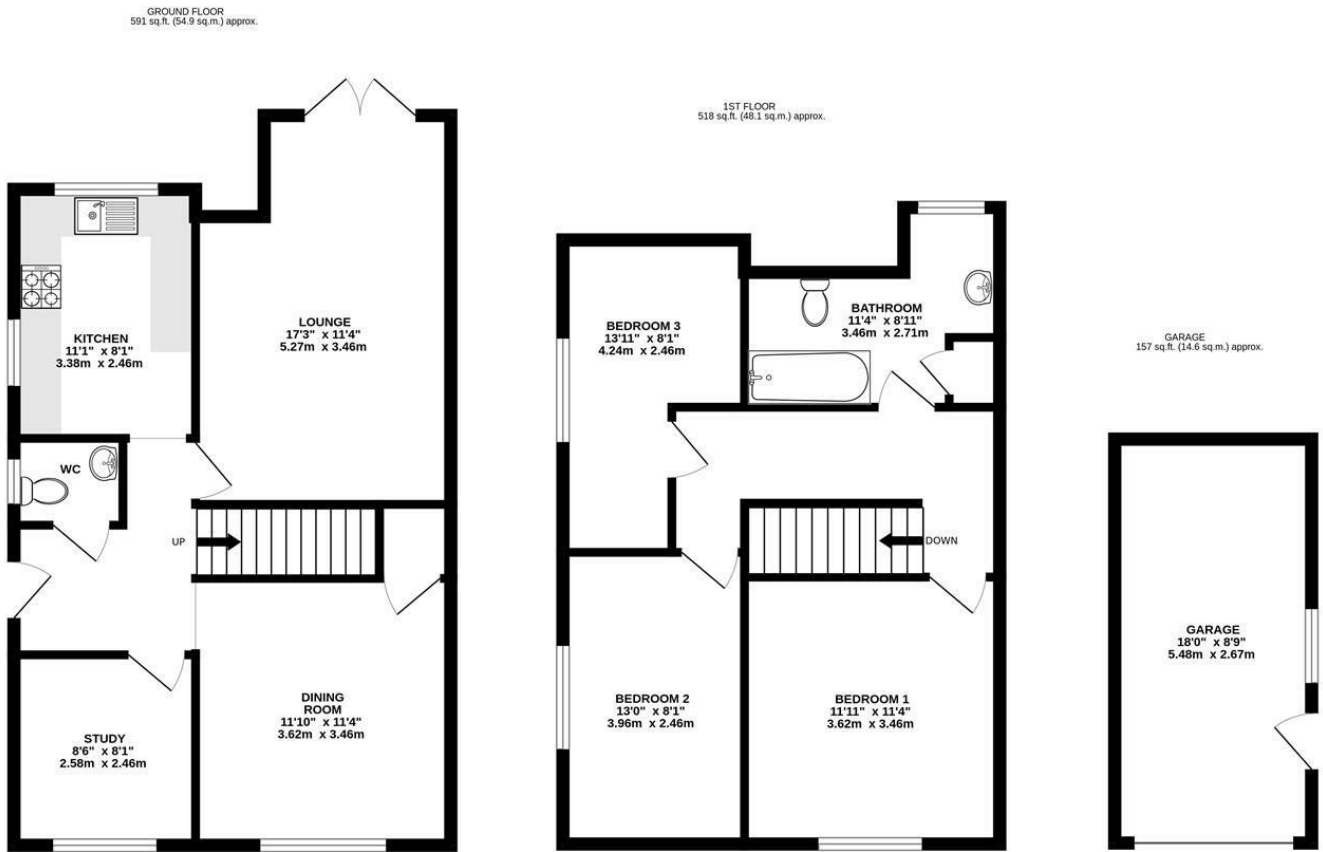 GROUND FLOOR
591 sq.ft. (54.9 sq.m.) approx.
KITCHEN
11'1" x 8'1"
3.38m x 2.46m
LOUNGE
17'3" x 11'4"
5.27m x 3.46m
WC
UP
STUDY
8'6" x 8'1"
2.58m x 2.46m
DINING
ROOM
11'10" x 11'4"
3.62m x 3.46m
1ST FLOOR
518 sq.ft. (48.1 sq.m.) approx.
BEDROOM 3
13'11" x 8'1"
4.24m x 2.46m
BATHROOM
11'4" x 8'11"
3.46m x 2.71m
DOWN
BEDROOM 2
13'0" x 8'1"
3.96m x 2.46m
BEDROOM 1
11'11" x 11'4"
3.62m x 3.46m
GARAGE
157 sq.ft. (14.6 sq.m.) approx.
GARAGE
18'0" x 8'9"
5.48m x 2.67m